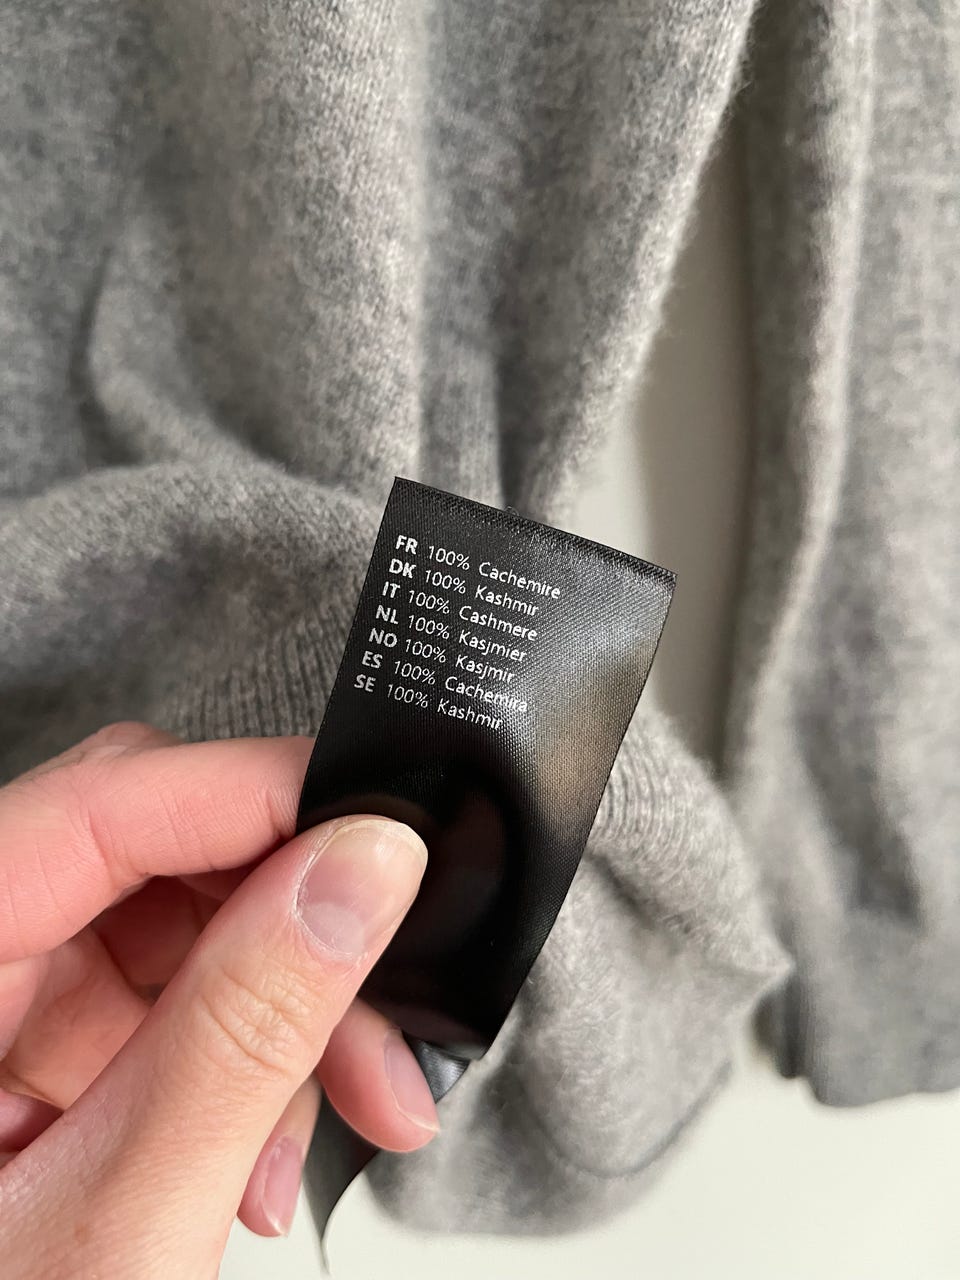 FR 100% Cachemire
DK 100% Kashmir
IT 100% Cashmere
NL 100% Kasjmier
NO 100% Kasjmir
ES 100% Cachemira
SE 100% Kashmir